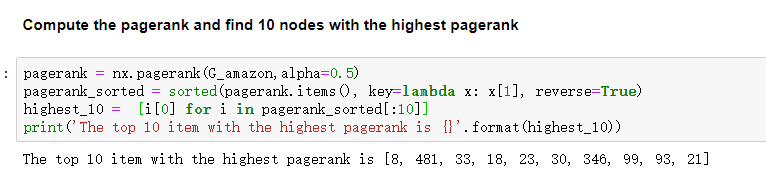 Compute the pagerank and find 10 nodes with the highest pagerank
: pagerank = nx.pagerank(G_amazon,alpha=0.5)
pagerank_sorted = sorted(pagerank.items(), key=lambda x: x[1], reverse=True)
highest_10 =  [i[0] for i in pagerank_sorted[:10]]
print('The top 10 item with the highest pagerank is {}'.format(highest_10))
The top 10 item with the highest pagerank is [8, 481, 33, 18, 23, 30, 346, 99, 93, 21]